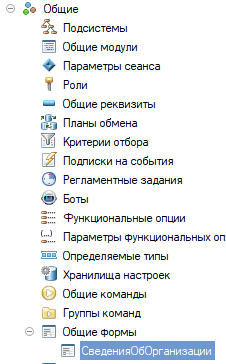 Общие
Подсистемы
Общие модули
Параметры сеанса
Роли
Общие реквизиты
Планы обмена
Критерии отбора
Подписки на события
Регламентные задания
Боты
Функциональные опции
Параметры функциональных оп
Определяемые типы
Хранилища настроек
Общие команды
Группы команд
Общие формы
СведенияОбОрганизации